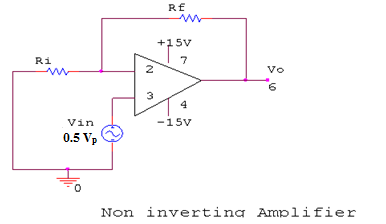 Rf
+15V
Ri
7
2
Vo
6
3
4
Vin
-15V
0.5 Vp
0
Non inverting Amplifier